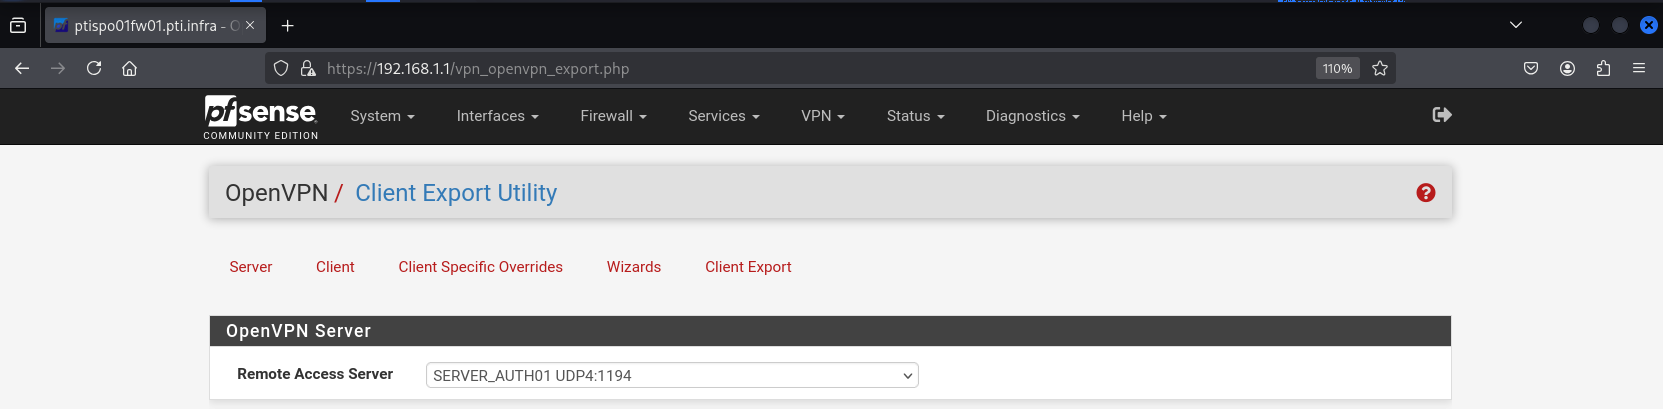 ptispo01fw01.pti.infra - O
https://192.168.1.1/vpn_openvpn_export.php
110%
pfsense
COMMUNITY EDITION
System
Interfaces
Firewall
Services
VPN
Status
Diagnostics
Help
OpenVPN / Client Export Utility
Server
Client
Client Specific Overrides
Wizards
Client Export
OpenVPN Server
Remote Access Server
SERVER_AUTH01 UDP4:1194